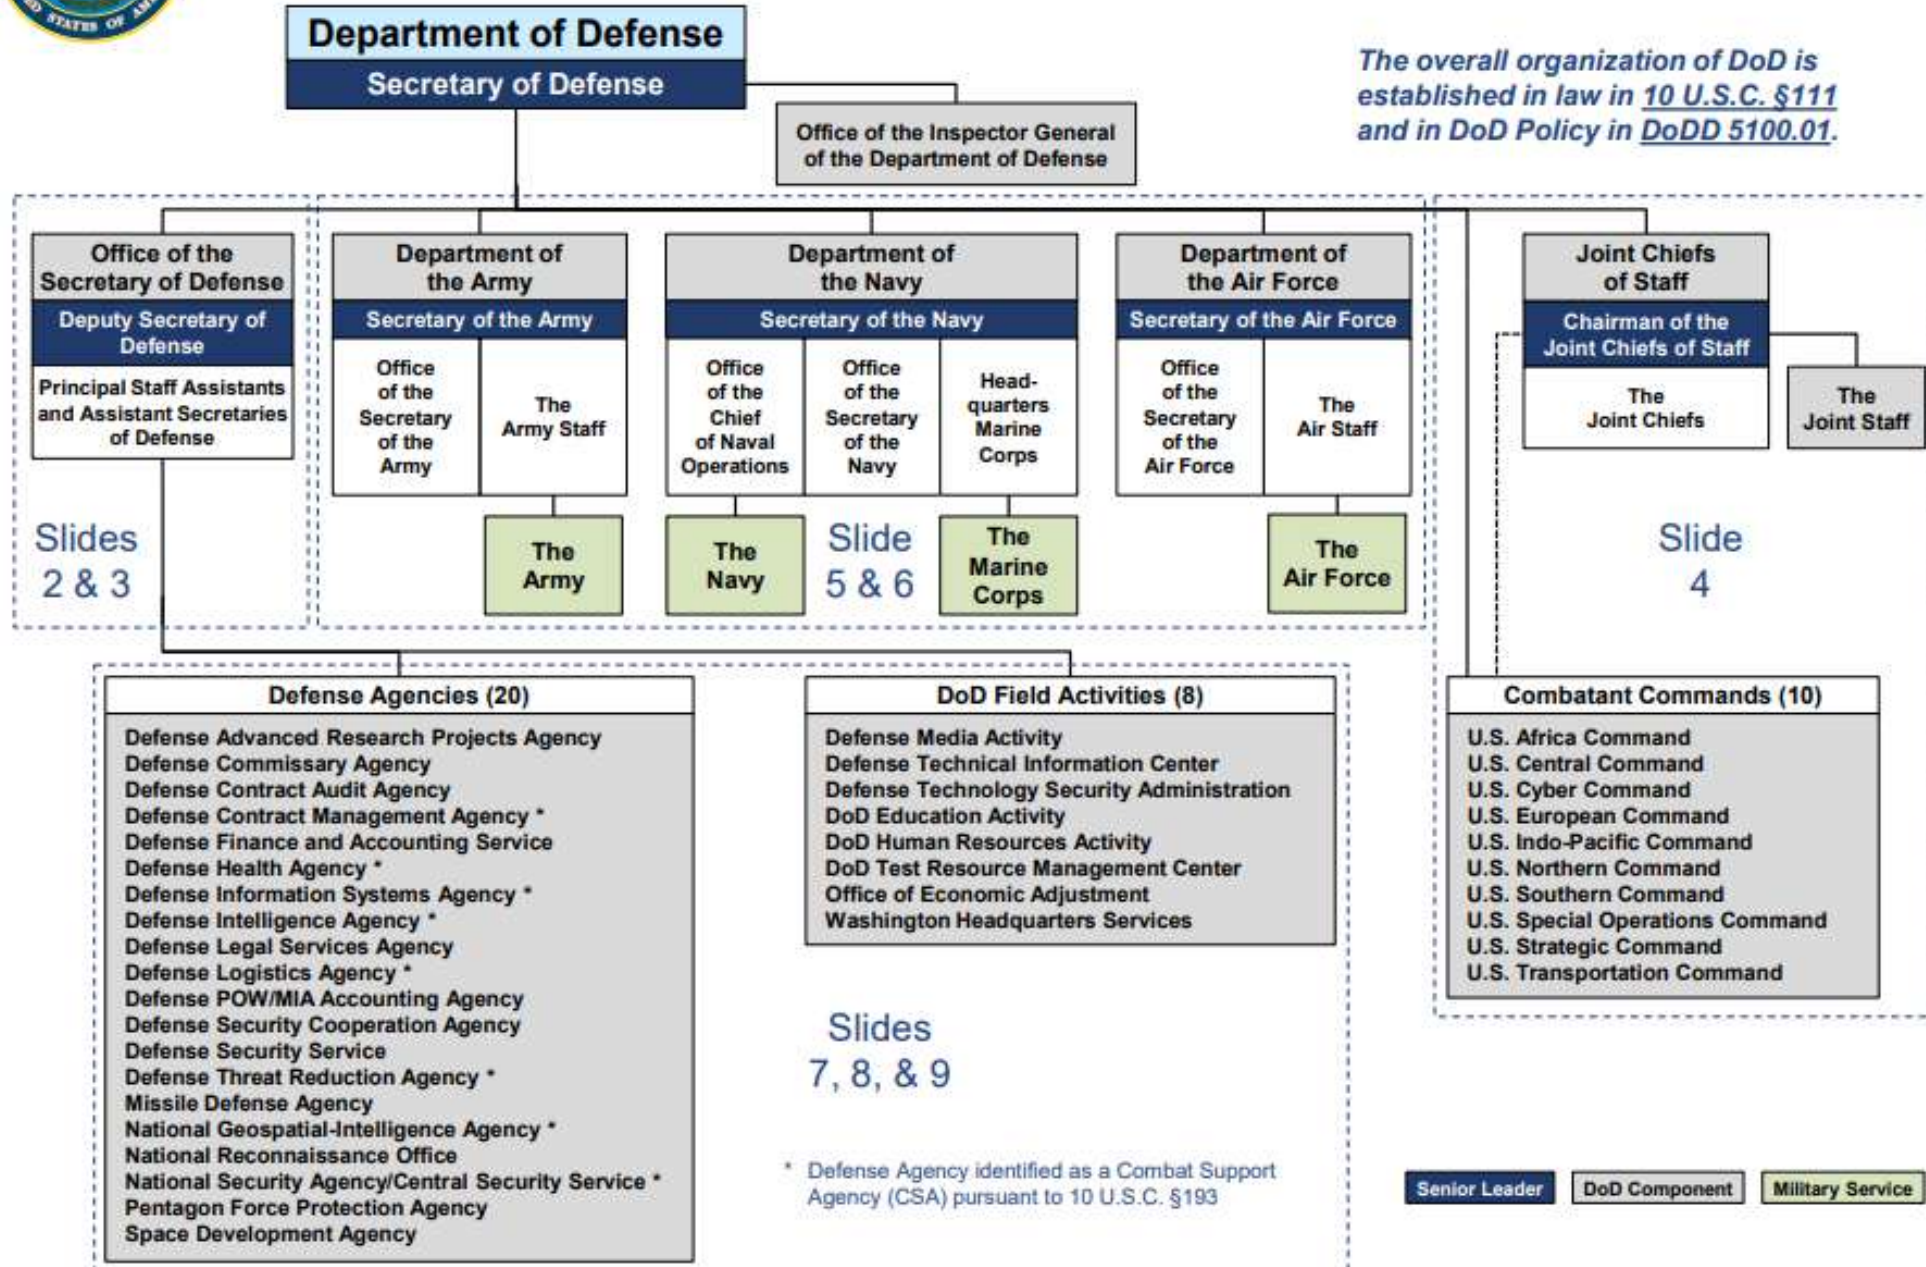 STATES OF
Department of Defense
Secretary of Defense
The overall organization of DoD is
established in law in 10 U.S.C. §111
and in DoD Policy in DoDD 5100.01.
Office of the Inspector General
of the Department of Defense
Office of the
Secretary of Defense
Deputy Secretary of
Defense
Principal Staff Assistants
and Assistant Secretaries
of Defense
Slides
2 & 3
Department of
the Army
Secretary of the Army
Office
of the
Secretary
of the
Army
The
Army Staff
The
Army
Department of
the Navy
Secretary of the Navy
Office
of the
Chief
of Naval
Operations
Office
of the
Secretary
of the
Navy
Head-
quarters
Marine
Corps
The
Navy
Slide
5 & 6
The
Marine
Corps
Department of
the Air Force
Secretary of the Air Force
Office
of the
Secretary
of the
Air Force
The
Air Staff
The
Air Force
Joint Chiefs
of Staff
Chairman of the
Joint Chiefs of Staff
The
Joint Chiefs
The
Joint Staff
Slide
4
Defense Agencies (20)
Defense Advanced Research Projects Agency
Defense Commissary Agency
Defense Contract Audit Agency
Defense Contract Management Agency *
Defense Finance and Accounting Service
Defense Health Agency *
Defense Information Systems Agency *
Defense Intelligence Agency *
Defense Legal Services Agency
Defense Logistics Agency *
Defense POW/MIA Accounting Agency
Defense Security Cooperation Agency
Defense Security Service
Defense Threat Reduction Agency *
Missile Defense Agency
National Geospatial-Intelligence Agency *
National Reconnaissance Office
National Security Agency/Central Security Service *
Pentagon Force Protection Agency
Space Development Agency
DoD Field Activities (8)
Defense Media Activity
Defense Technical Information Center
Defense Technology Security Administration
DoD Education Activity
DoD Human Resources Activity
DoD Test Resource Management Center
Office of Economic Adjustment
Washington Headquarters Services
Slides
7, 8, & 9
* Defense Agency identified as a Combat Support
Agency (CSA) pursuant to 10 U.S.C. §193
Combatant Commands (10)
U.S. Africa Command
U.S. Central Command
U.S. Cyber Command
U.S. European Command
U.S. Indo-Pacific Command
U.S. Northern Command
U.S. Southern Command
U.S. Special Operations Command
U.S. Strategic Command
U.S. Transportation Command
Senior Leader
DoD Component
Military Service